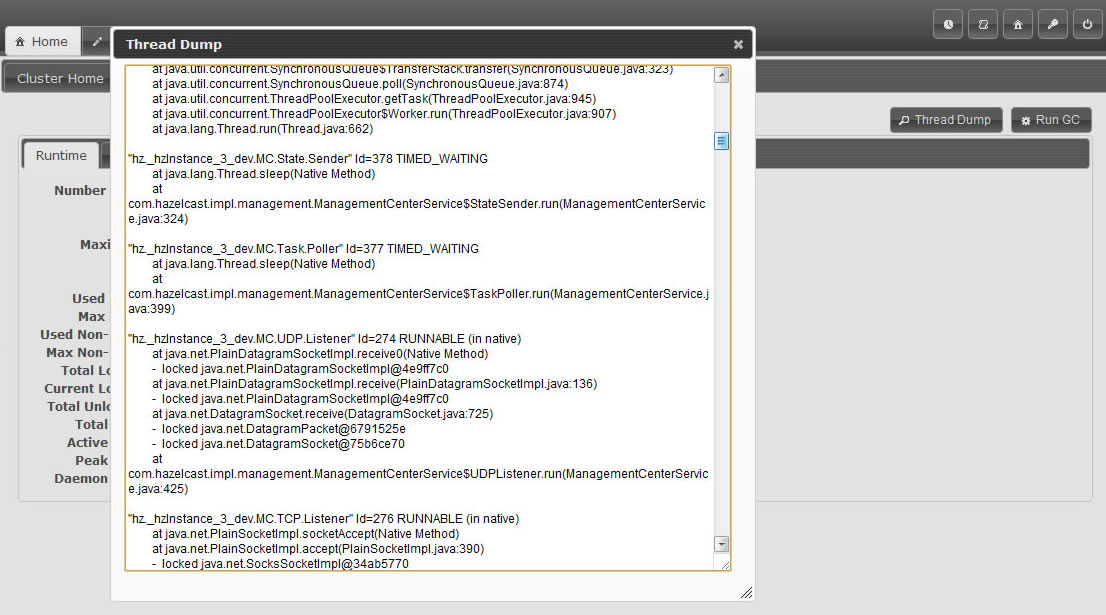 Home
Thread Dump
Cluster Home
Thread Dump
Run GC
Runtime
Number
Maxi
Used
Max
Used Non-
Max Non-
Total Lo
Current Lo
Total Unlo
Total
Active
Peak
Daemon
at java.util.concurrent.SynchronousQueue$TransferStack.transfer(SynchronousQueue.java:323)
at java.util.concurrent.SynchronousQueue.poll(SynchronousQueue.java:874)
at java.util.concurrent.ThreadPoolExecutor.getTask(ThreadPoolExecutor.java:945)
at java.util.concurrent.ThreadPoolExecutor$Worker.run(ThreadPoolExecutor.java:907)
at java.lang.Thread.run(Thread.java:662)
"hz._hzInstance_3_dev.MC.State.Sender" Id=378 TIMED_WAITING
at java.lang.Thread.sleep(Native Method)
at
com.hazelcast.impl.management.ManagementCenterService$StateSender.run(ManagementCenterServic
e.java:324)
"hz._hzInstance_3_dev.MC.Task.Poller" Id=377 TIMED_WAITING
at java.lang.Thread.sleep(Native Method)
at
com.hazelcast.impl.management.ManagementCenterService$TaskPoller.run(ManagementCenterService.j
ava:399)
"hz._hzInstance_3_dev.MC.UDP.Listener" Id=274 RUNNABLE (in native)
at java.net.PlainDatagramSocketImpl.receive0(Native Method)
- locked java.net.PlainDatagramSocketImpl@4e9ff7c0
at java.net.PlainDatagramSocketImpl.receive(PlainDatagramSocketImpl.java:136)
- locked java.net.PlainDatagramSocketImpl@4e9ff7c0
at java.net.DatagramSocket.receive(DatagramSocket.java:725)
- locked java.net.DatagramPacket@6791525e
- locked java.net.DatagramSocket@75b6ce70
at
com.hazelcast.impl.management.ManagementCenterService$UDPListener.run(ManagementCenterServic
e.java:425)
"hz._hzInstance_3_dev.MC.TCP.Listener" Id=276 RUNNABLE (in native)
at java.net.PlainSocketImpl.socketAccept(Native Method)
at java.net.PlainSocketImpl.accept(PlainSocketImpl.java:390)
- locked java.net.SocksSocketImpl@34ab5770